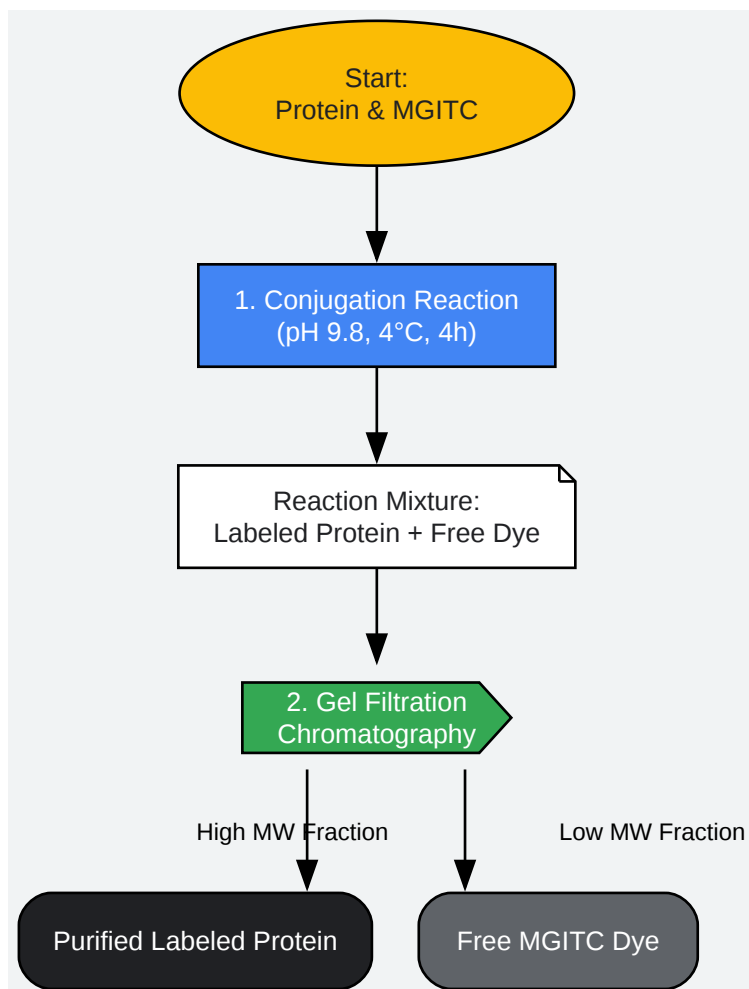 Start:
Protein & MGITC
1. Conjugation Reaction
(pH 9.8, 4°C, 4h)
Reaction Mixture:
Labeled Protein + Free Dye
2. Gel Filtration
Chromatography
High MW Fraction
Low MW Fraction
Purified Labeled Protein
Free MGITC Dye